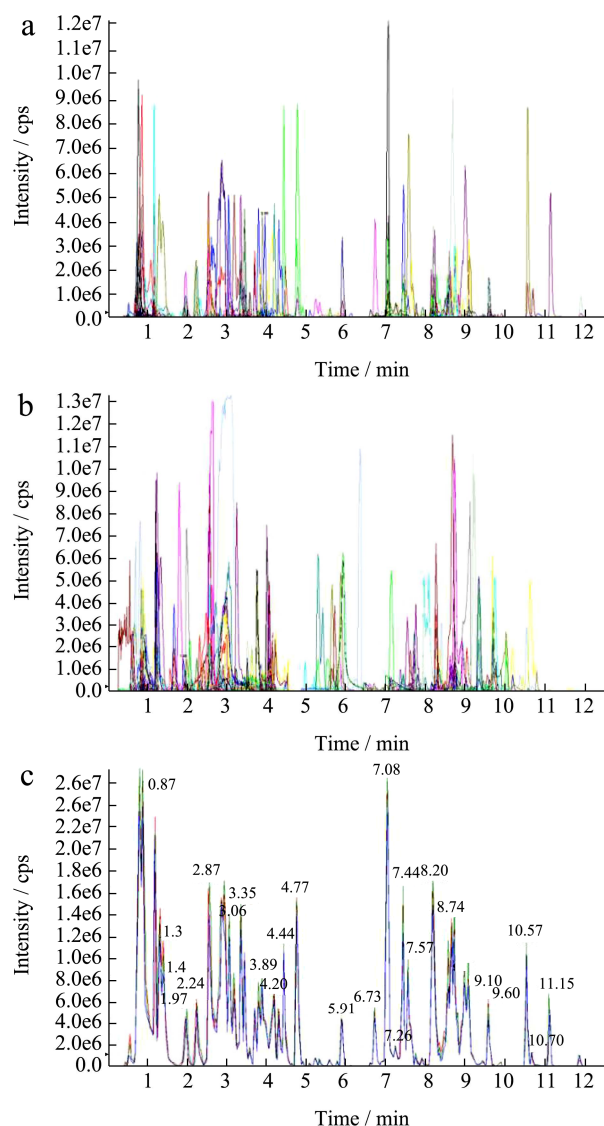 a
Intensity / cps
1.2e7
1.1e7
1.0e7
9.0e6
8.0e6
7.0e6
6.0e6
5.0e6
4.0e6
3.0e6
2.0e6
1.0e6
0.0
1 2 3 4 5 6 7 8 9 10 11 12
Time / min
b
Intensity / cps
1.3e7
1.2e7
1.1e7
1.0e7
9.0e6
8.0e6
7.0e6
6.0e6
5.0e6
4.0e6
3.0e6
2.0e6
1.0e6
0.0
1 2 3 4 5 6 7 8 9 10 11 12
Time / min
c
Intensity / cps
2.6e7
2.6e7
2.2e7
2.0e7
1.8e7
1.6e7
1.4e7
1.2e7
1.0e7
8.0e6
6.0e6
4.0e6
2.0e6
0.0
0.87
1.3
1.4
1.97
2.24
2.87
3.06
3.35
3.89
4.20
4.44
4.77
5.91
6.73
7.08
7.26
7.44
7.57
8.20
8.74
9.10
9.60
10.57
10.70
11.15
1 2 3 4 5 6 7 8 9 10 11 12
Time / min